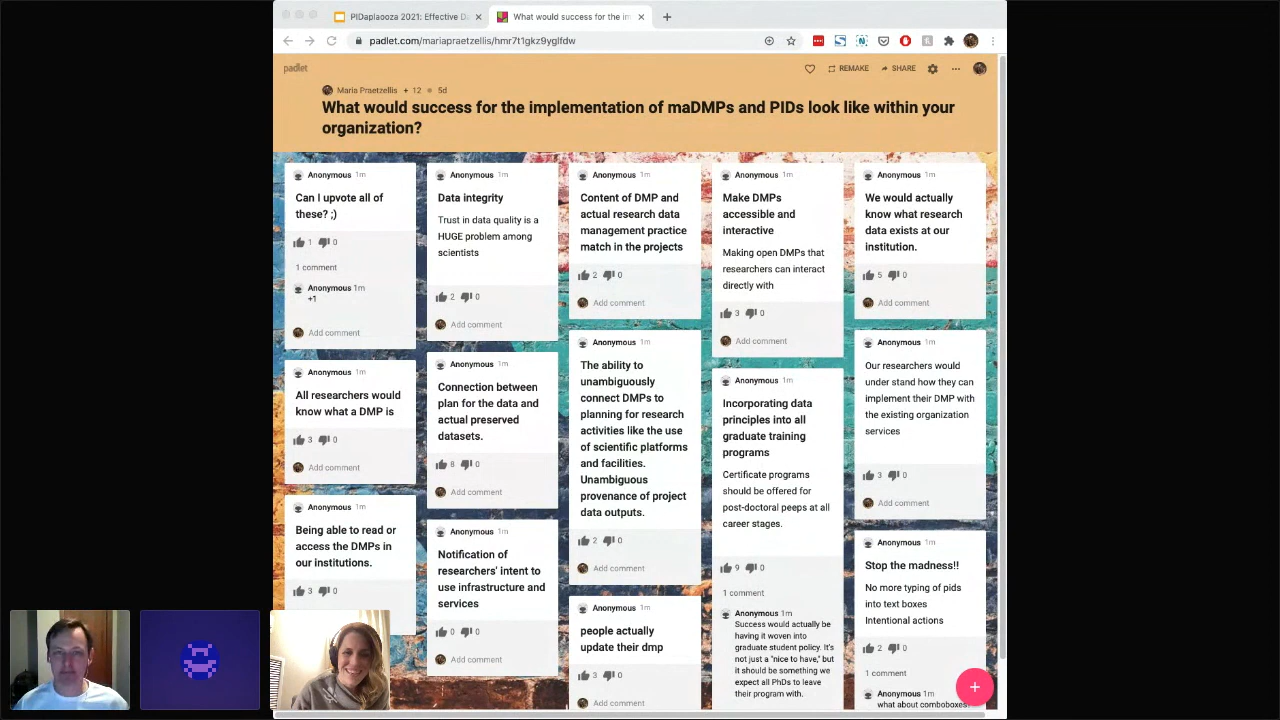 PIDaplaooza 2021: Effective D
What would success for the im
padlet.com/mariapraetzellis/hmr7t1gkz9yglfdw
padlet
REMAKE
SHARE
Maria Praetzellis + 12 5d
What would success for the implementation of maDMPs and PIDs look like within your
organization?
Anonymous 1m
Can I upvote all of
these? ;)
1 0
1 comment
Anonymous 1m
+1
Add comment
Anonymous 1m
All researchers would
know what a DMP is
3 0
Add comment
Anonymous 1m
Being able to read or
access the DMPs in
our institutions.
3 0
Anonymous 1m
Data integrity
Trust in data quality is a
HUGE problem among
scientists
2 0
Add comment
Anonymous 1m
Connection between
plan for the data and
actual preserved
datasets.
8 0
Add comment
Anonymous 1m
Notification of
researchers' intent to
use infrastructure and
services
0 0
Add comment
Anonymous 1m
Content of DMP and
actual research data
management practice
match in the projects
2 0
Add comment
Anonymous 1m
The ability to
unambiguously
connect DMPs to
planning for research
activities like the use
of scientific platforms
and facilities.
Unambiguous
provenance of project
data outputs.
2 0
Add comment
Anonymous 1m
people actually
update their dmp
3 0
Add comment
Anonymous 1m
Make DMPs
accessible and
interactive
Making open DMPs that
researchers can interact
directly with
3 0
Add comment
Anonymous 1m
Incorporating data
principles into all
graduate training
programs
Certificate programs
should be offered for
post-doctoral peeps at all
career stages.
9 0
1 comment
Anonymous 1m
Success would actually be
having it woven into
graduate student policy. It's
not just a "nice to have," but
it should be something we
expect all PhDs to leave
their program with.
Anonymous 1m
We would actually
know what research
data exists at our
institution.
5 0
Add comment
Anonymous 1m
Our researchers would
under stand how they can
implement their DMP with
the existing organization
services
3 0
Add comment
Anonymous 1m
Stop the madness!!
No more typing of pids
into text boxes
Intentional actions
2 0
1 comment
Anonymous 1m
what about comboboxes?